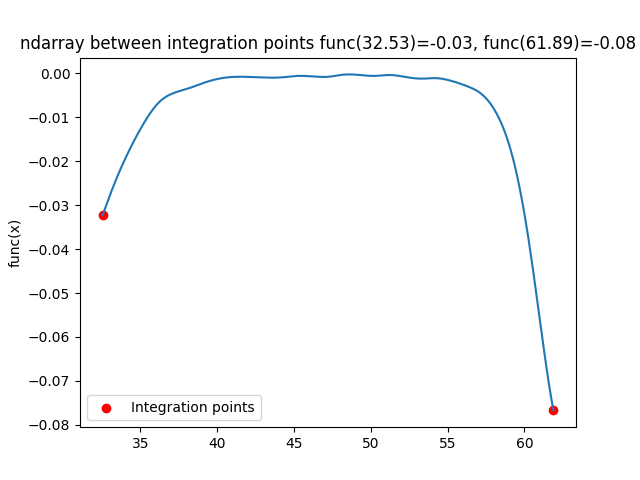 ndarray between integration points func(32.53)=-0.03, func(61.89)=-0.08
0.00
−0.01
−0.02
−0.03
−0.04
−0.05
−0.06
−0.07
−0.08
func(x)
Integration points
35 40 45 50 55 60